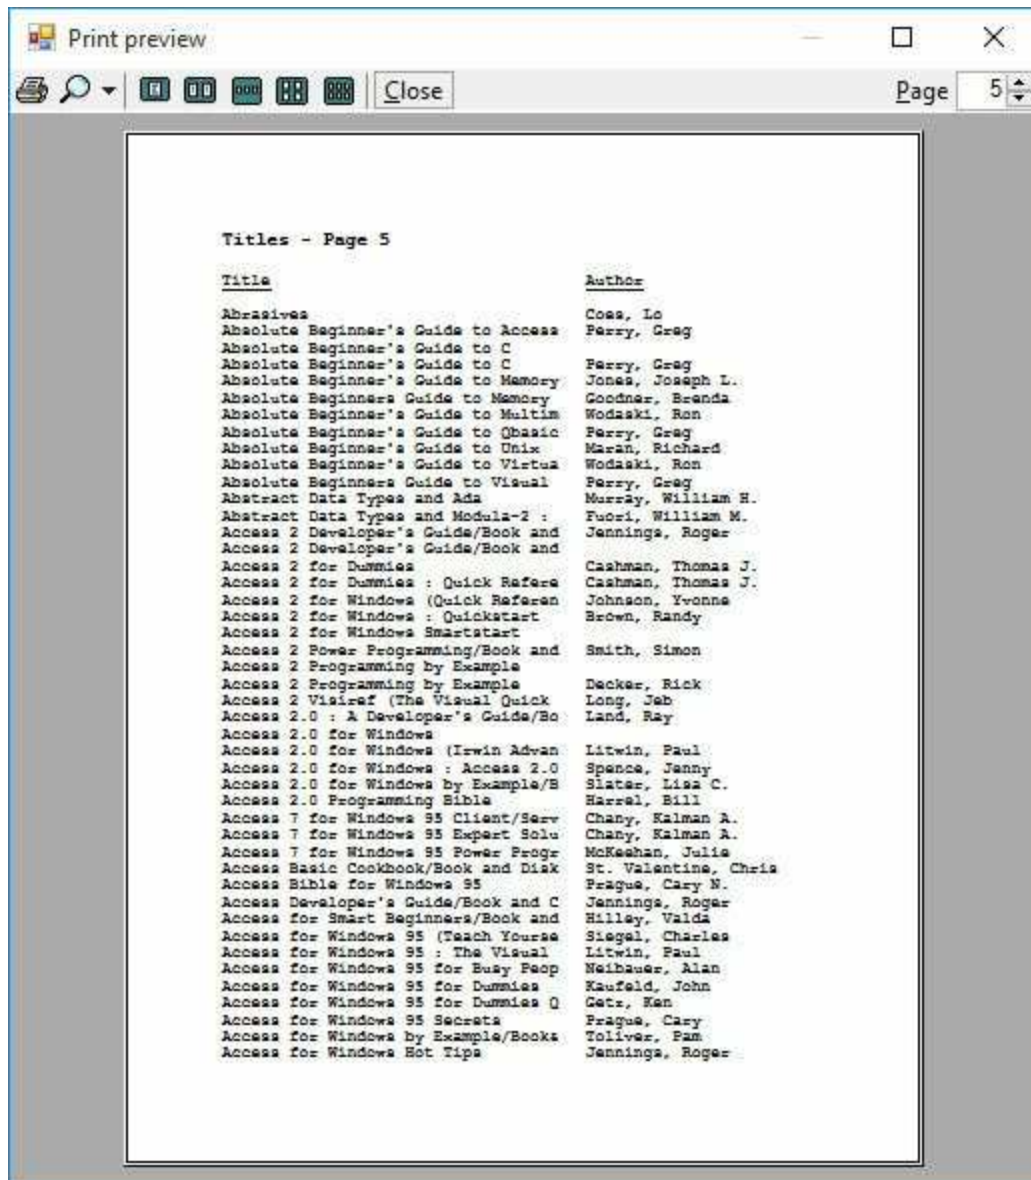 Print preview
Close Page 5
Titles - Page 5
Title Author
Abrasives Coes, Lo
Absolute Beginner's Guide to Access Perry, Greg
Absolute Beginner's Guide to C
Absolute Beginner's Guide to C Perry, Greg
Absolute Beginner's Guide to Memory Jones, Joseph L.
Absolute Beginners Guide to Memory Goodner, Brenda
Absolute Beginner's Guide to Multim Wodaski, Ron
Absolute Beginner's Guide to Qbasic Perry, Greg
Absolute Beginner's Guide to Unix Maran, Richard
Absolute Beginner's Guide to Virtua Wodaski, Ron
Absolute Beginners Guide to Visual Perry, Greg
Abstract Data Types and Ada Murray, William H.
Abstract Data Types and Modula-2 : Fuori, William M.
Access 2 Developer's Guide/Book and Jennings, Roger
Access 2 Developer's Guide/Book and
Access 2 for Dummies Cashman, Thomas J.
Access 2 for Dummies : Quick Refere Cashman, Thomas J.
Access 2 for Windows (Quick Referen Johnson, Yvonne
Access 2 for Windows : Quickstart Brown, Randy
Access 2 for Windows Smartstart
Access 2 Power Programming/Book and Smith, Simon
Access 2 Programming by Example
Access 2 Programming by Example Decker, Rick
Access 2 Visiref (The Visual Quick Long, Jeb
Access 2.0 : A Developer's Guide/Bo Land, Ray
Access 2.0 for Windows
Access 2.0 for Windows (Irwin Advan Litwin, Paul
Access 2.0 for Windows : Access 2.0 Spence, Jenny
Access 2.0 for Windows by Example/B Slater, Lisa C.
Access 2.0 Programming Bible Harrel, Bill
Access 7 for Windows 95 Client/Serv Chany, Kalman A.
Access 7 for Windows 95 Expert Solu Chany, Kalman A.
Access 7 for Windows 95 Power Progr McKeehan, Julie
Access Basic Cookbook/Book and Disk St. Valentine, Chris
Access Bible for Windows 95 Prague, Cary N.
Access Developer's Guide/Book and C Jennings, Roger
Access for Smart Beginners/Book and Hilley, Valda
Access for Windows 95 (Teach Yourse Siegel, Charles
Access for Windows 95 : The Visual Litwin, Paul
Access for Windows 95 for Busy Peop Neibauer, Alan
Access for Windows 95 for Dummies Kaufeld, John
Access for Windows 95 for Dummies Q Getz, Ken
Access for Windows 95 Secrets Prague, Cary
Access for Windows by Example/Books Toliver, Pam
Access for Windows Hot Tips Jennings, Roger